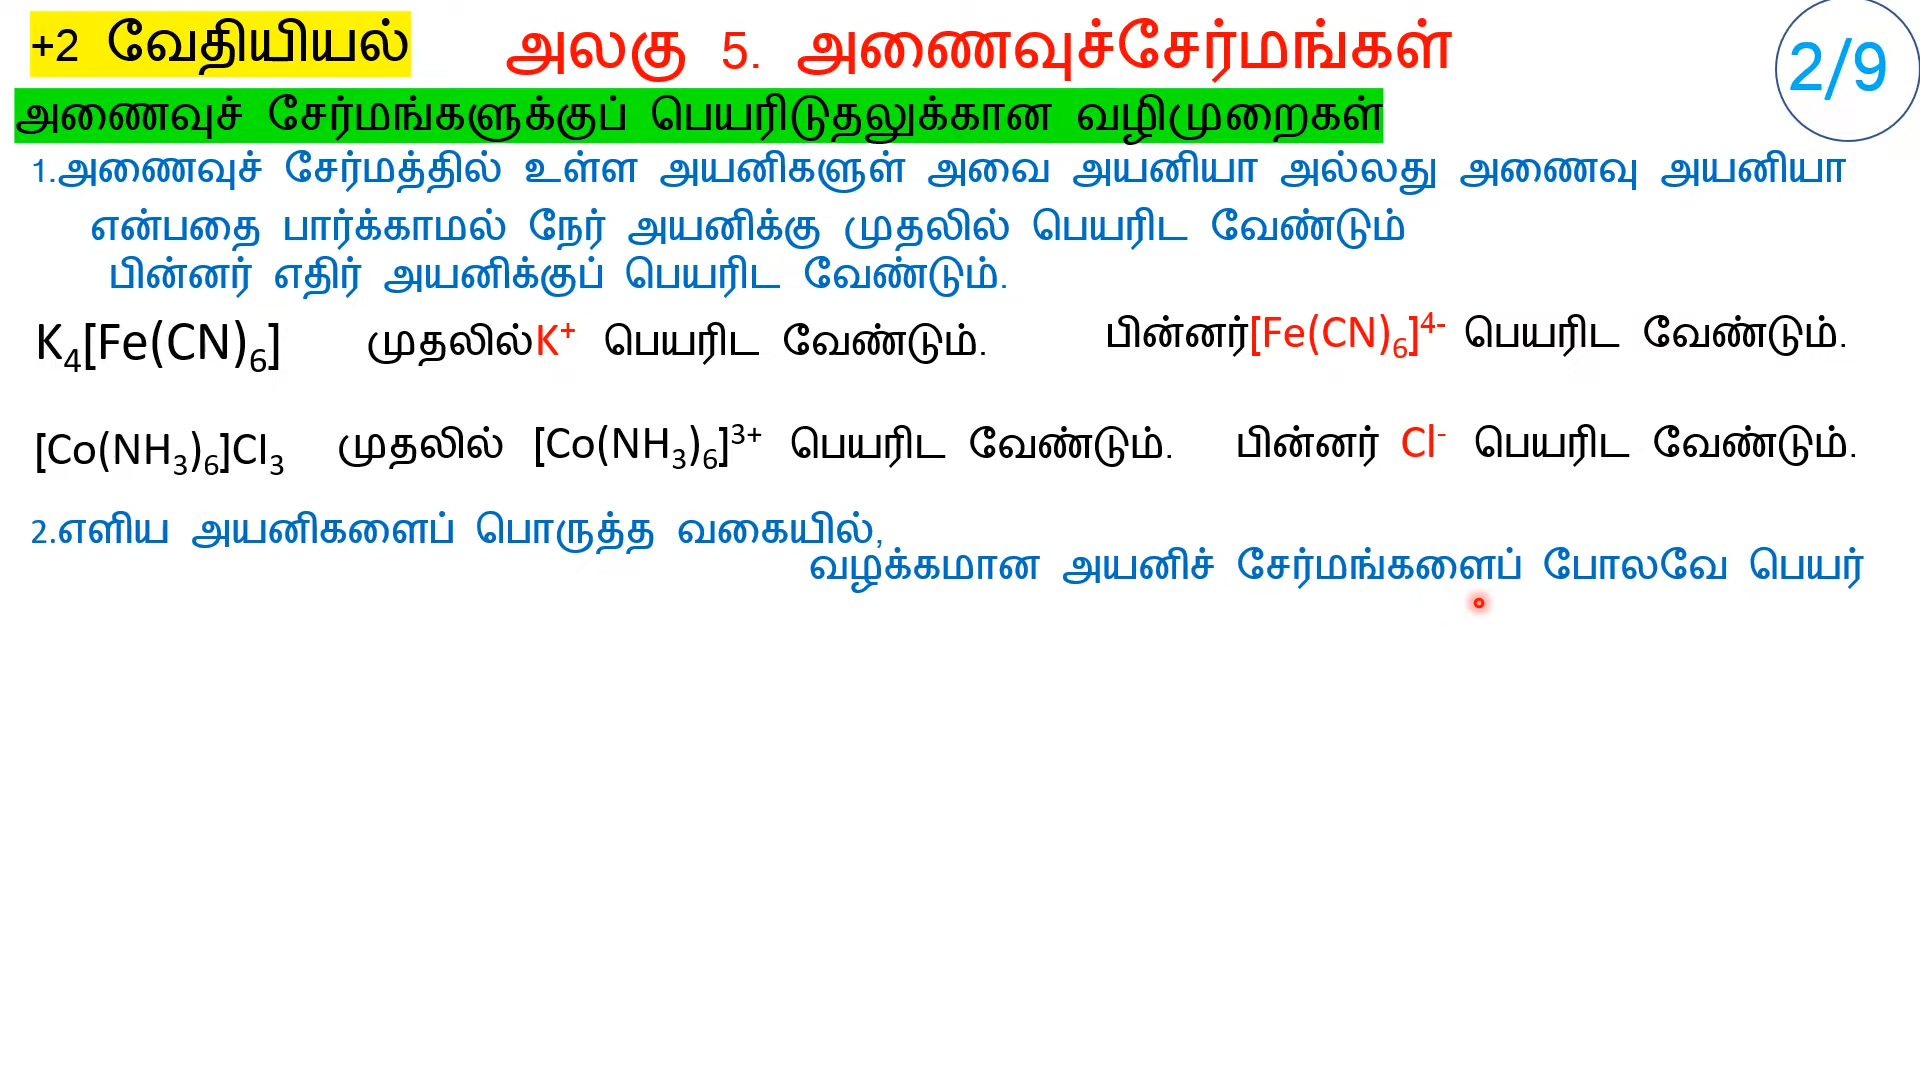 +2 வேதியியல் அலகு 5. அணைவுச்சேர்மங்கள் 2/9
அணைவுச் சேர்மங்களுக்குப் பெயரிடுதலுக்கான வழிமுறைகள்
1.அணைவுச் சேர்மத்தில் உள்ள அயனிகளுள் அவை அயனியா அல்லது அணைவு அயனியா
என்பதை பார்க்காமல் நேர் அயனிக்கு முதலில் பெயரிட வேண்டும்
பின்னர் எதிர் அயனிக்குப் பெயரிட வேண்டும்.
K₄[Fe(CN)₆] முதலில்K⁺ பெயரிட வேண்டும். பின்னர்[Fe(CN)₆]⁴⁻ பெயரிட வேண்டும்.
[Co(NH₃)₆]Cl₃ முதலில் [Co(NH₃)₆]³⁺ பெயரிட வேண்டும். பின்னர் Cl⁻ பெயரிட வேண்டும்.
2.எளிய அயனிகளைப் பொருத்த வகையில்,
வழக்கமான அயனிச் சேர்மங்களைப் போலவே பெயர்